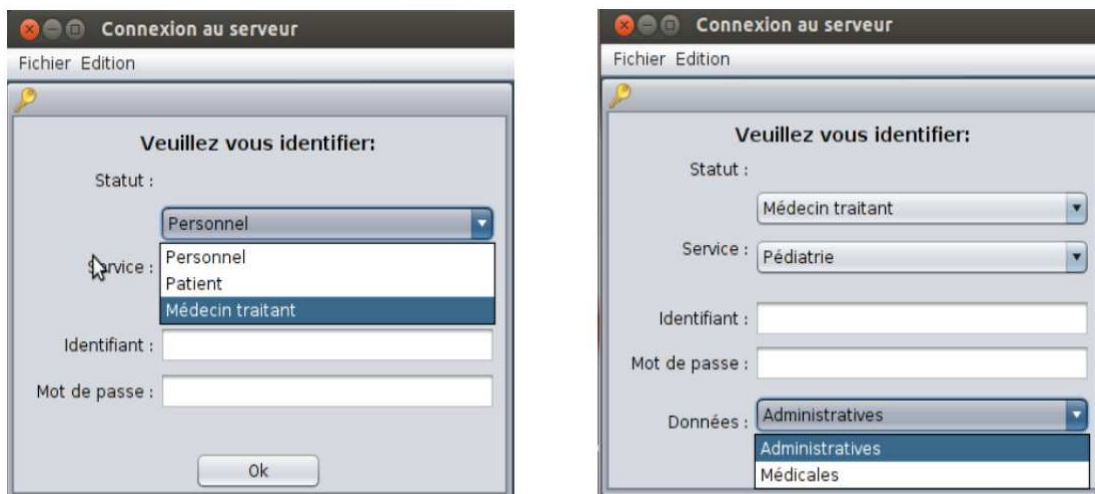 Connexion au serveur
Fichier Edition
Veuillez vous identifier:
Statut :
Personnel
Personnel
Patient
Médecin traitant
Identifiant :
Mot de passe :
Ok
Connexion au serveur
Fichier Edition
Veuillez vous identifier:
Statut :
Médecin traitant
Service : Pédiatrie
Identifiant :
Mot de passe :
Données : Administratives
Administratives
Médicales